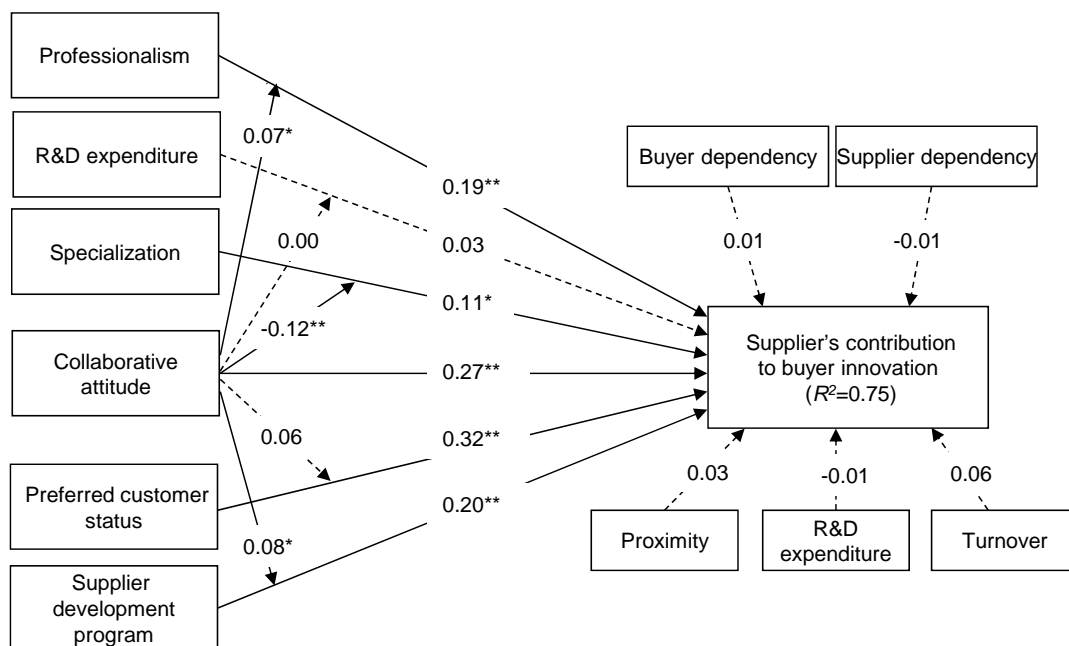 Professionalism
R&D expenditure
Specialization
Collaborative
attitude
Preferred customer
status
Supplier
development
program
0.07*
0.00
-0.12**
0.06
0.08*
0.19**
0.03
0.11*
0.27**
0.32**
0.20**
Buyer dependency
Supplier dependency
0.01
-0.01
Supplier’s contribution
to buyer innovation
(R²=0.75)
0.03
-0.01
0.06
Proximity
R&D
expenditure
Turnover